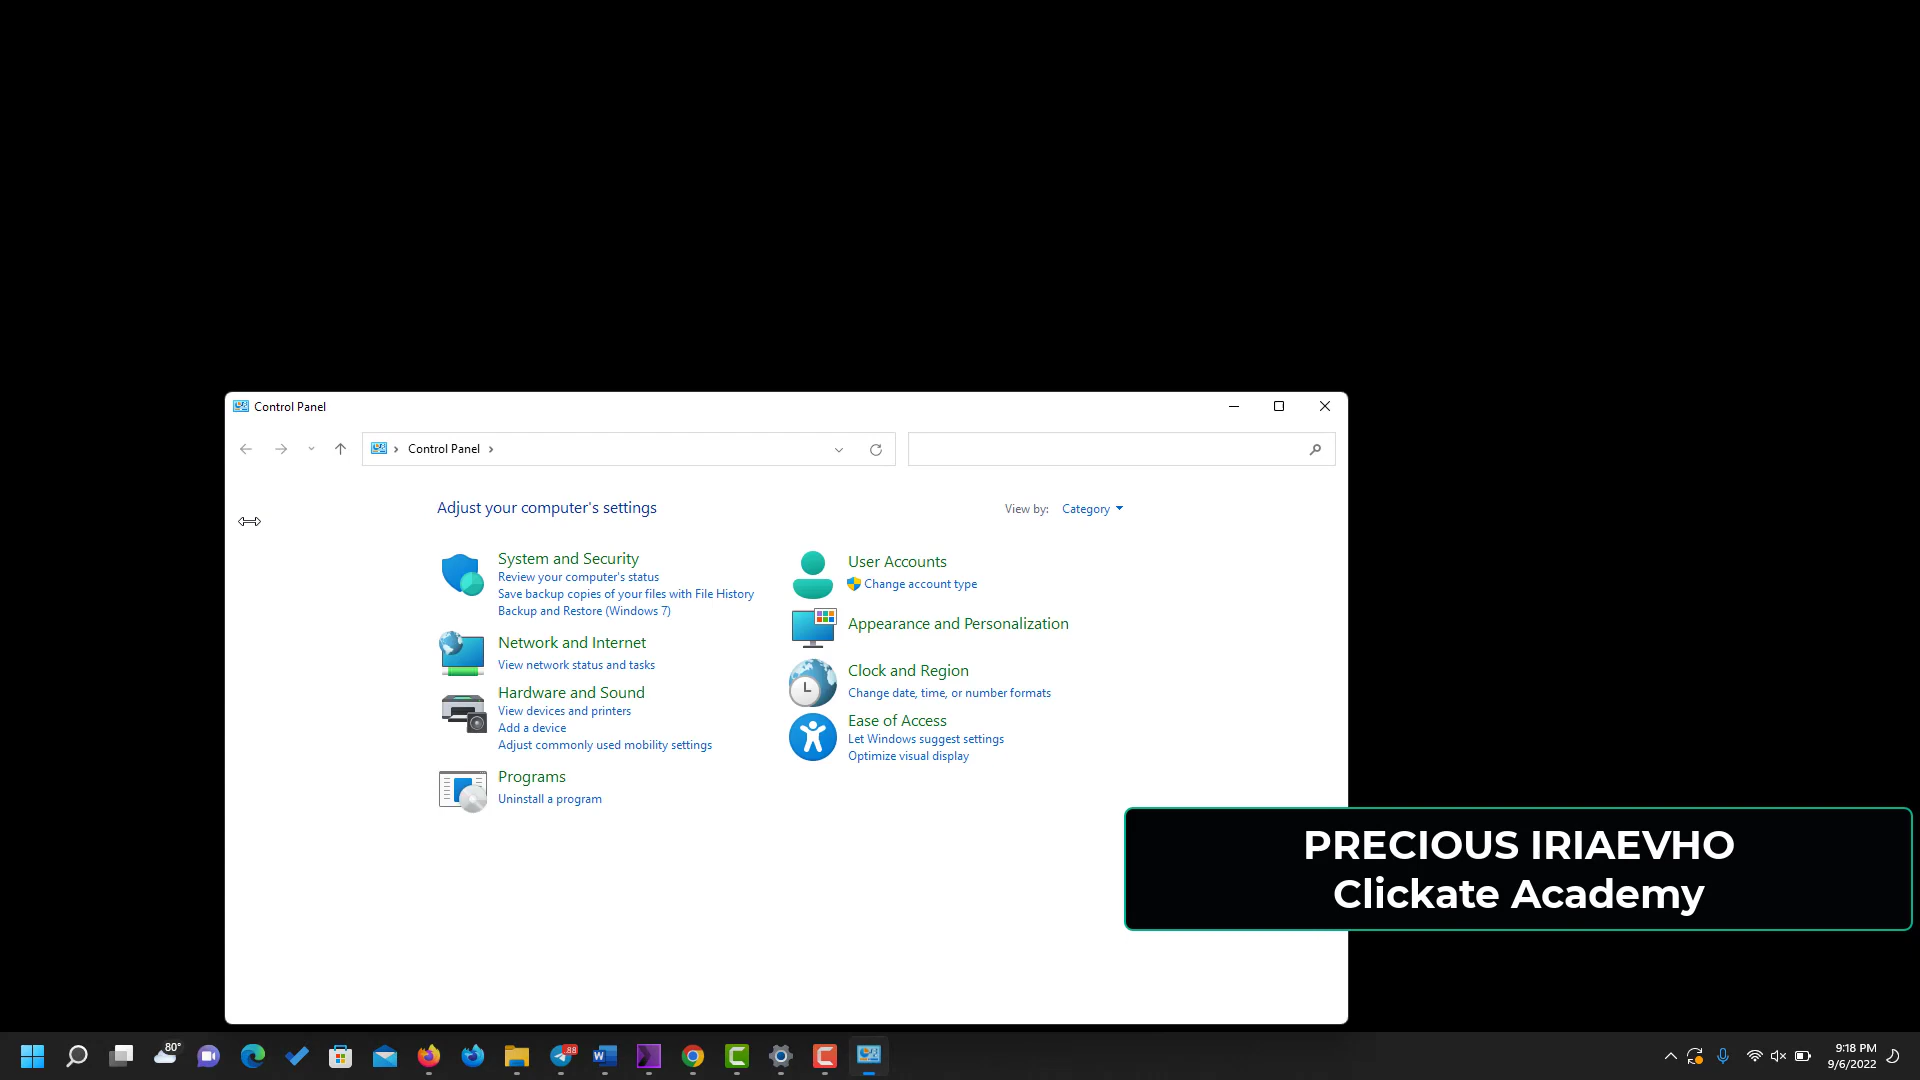 Control Panel
Control Panel
Adjust your computer's settings
View by: Category
System and Security
Review your computer's status
Save backup copies of your files with File History
Backup and Restore (Windows 7)
Network and Internet
View network status and tasks
Hardware and Sound
View devices and printers
Add a device
Adjust commonly used mobility settings
Programs
Uninstall a program
User Accounts
Change account type
Appearance and Personalization
Clock and Region
Change date, time, or number formats
Ease of Access
Let Windows suggest settings
Optimize visual display
PRECIOUS IRIAEVHO
Clickate Academy
80°
88
9:18 PM
9/6/2022